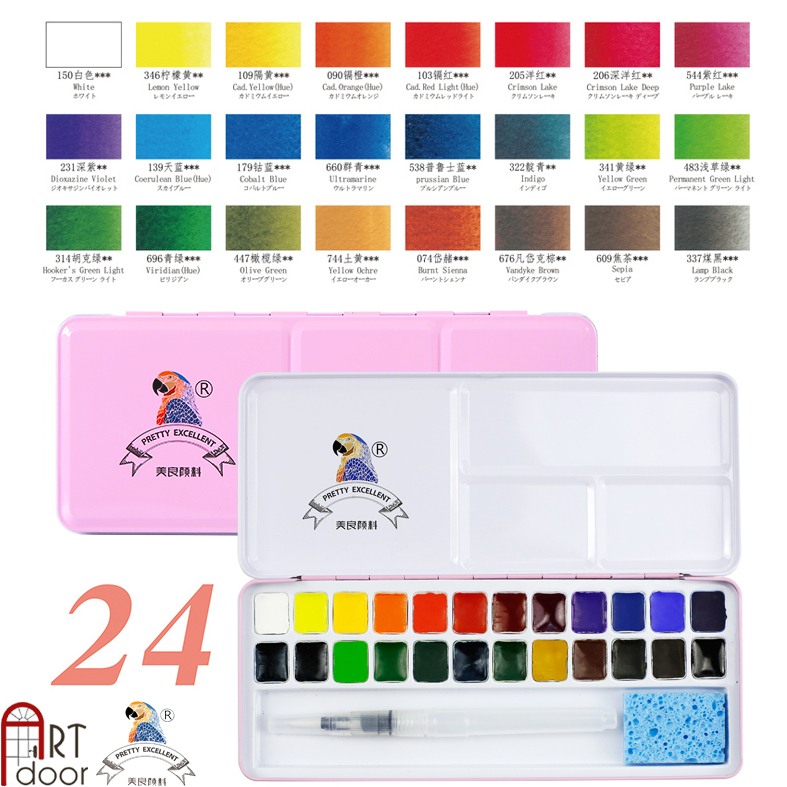 150白色***
White
ホワイト
346柠檬黄**
Lemon Yellow
レモンイエロー
109隔黄***
Cad.Yellow(Hue)
カドミウムイエロー
090镉橙***
Cad.Orange(Hue)
カドミウムオレンジ
103镉红***
Cad.Red Light(Hue)
カドミウムレッドライト
205洋红**
Crimson Lake
クリムソンレーキ
206深洋红**
Crimson Lake Deep
クリムソンレーキ ディープ
544紫红**
Purple Lake
パープル レーキ
231深紫**
Dioxazine Violet
ジオキサジンバイオレット
139天蓝***
Coerulean Blue(Hue)
スカイブルー
179钴蓝***
Cobalt Blue
コバルトブルー
660群青***
Ultramarine
ウルトラマリン
538普鲁士蓝**
prussian Blue
プルシアンブルー
322靛青**
Indigo
インディゴ
341黄绿**
Yellow Green
イエローグリーン
483浅草绿**
Permanent Green Light
パーマネント グリーン ライト
314胡克绿**
Hooker's Green Light
フーカス グリーン ライト
696青绿***
Viridian(Hue)
ビリジアン
447橄榄绿**
Olive Green
オリーブグリーン
744土黄***
Yellow Ochre
イエローオーカー
074岱赭***
Burnt Sienna
バーントシェンナ
676凡岱克棕**
Vandyke Brown
バンダイクブラウン
609焦茶**
Sepia
セピア
337煤黑**
Lamp Black
ランプブラック
®
PRETTY EXCELLENT
美良颜料
®
PRETTY EXCELLENT
美良颜料
24
ART
door
®
PRETTY EXCELLENT
美良颜料